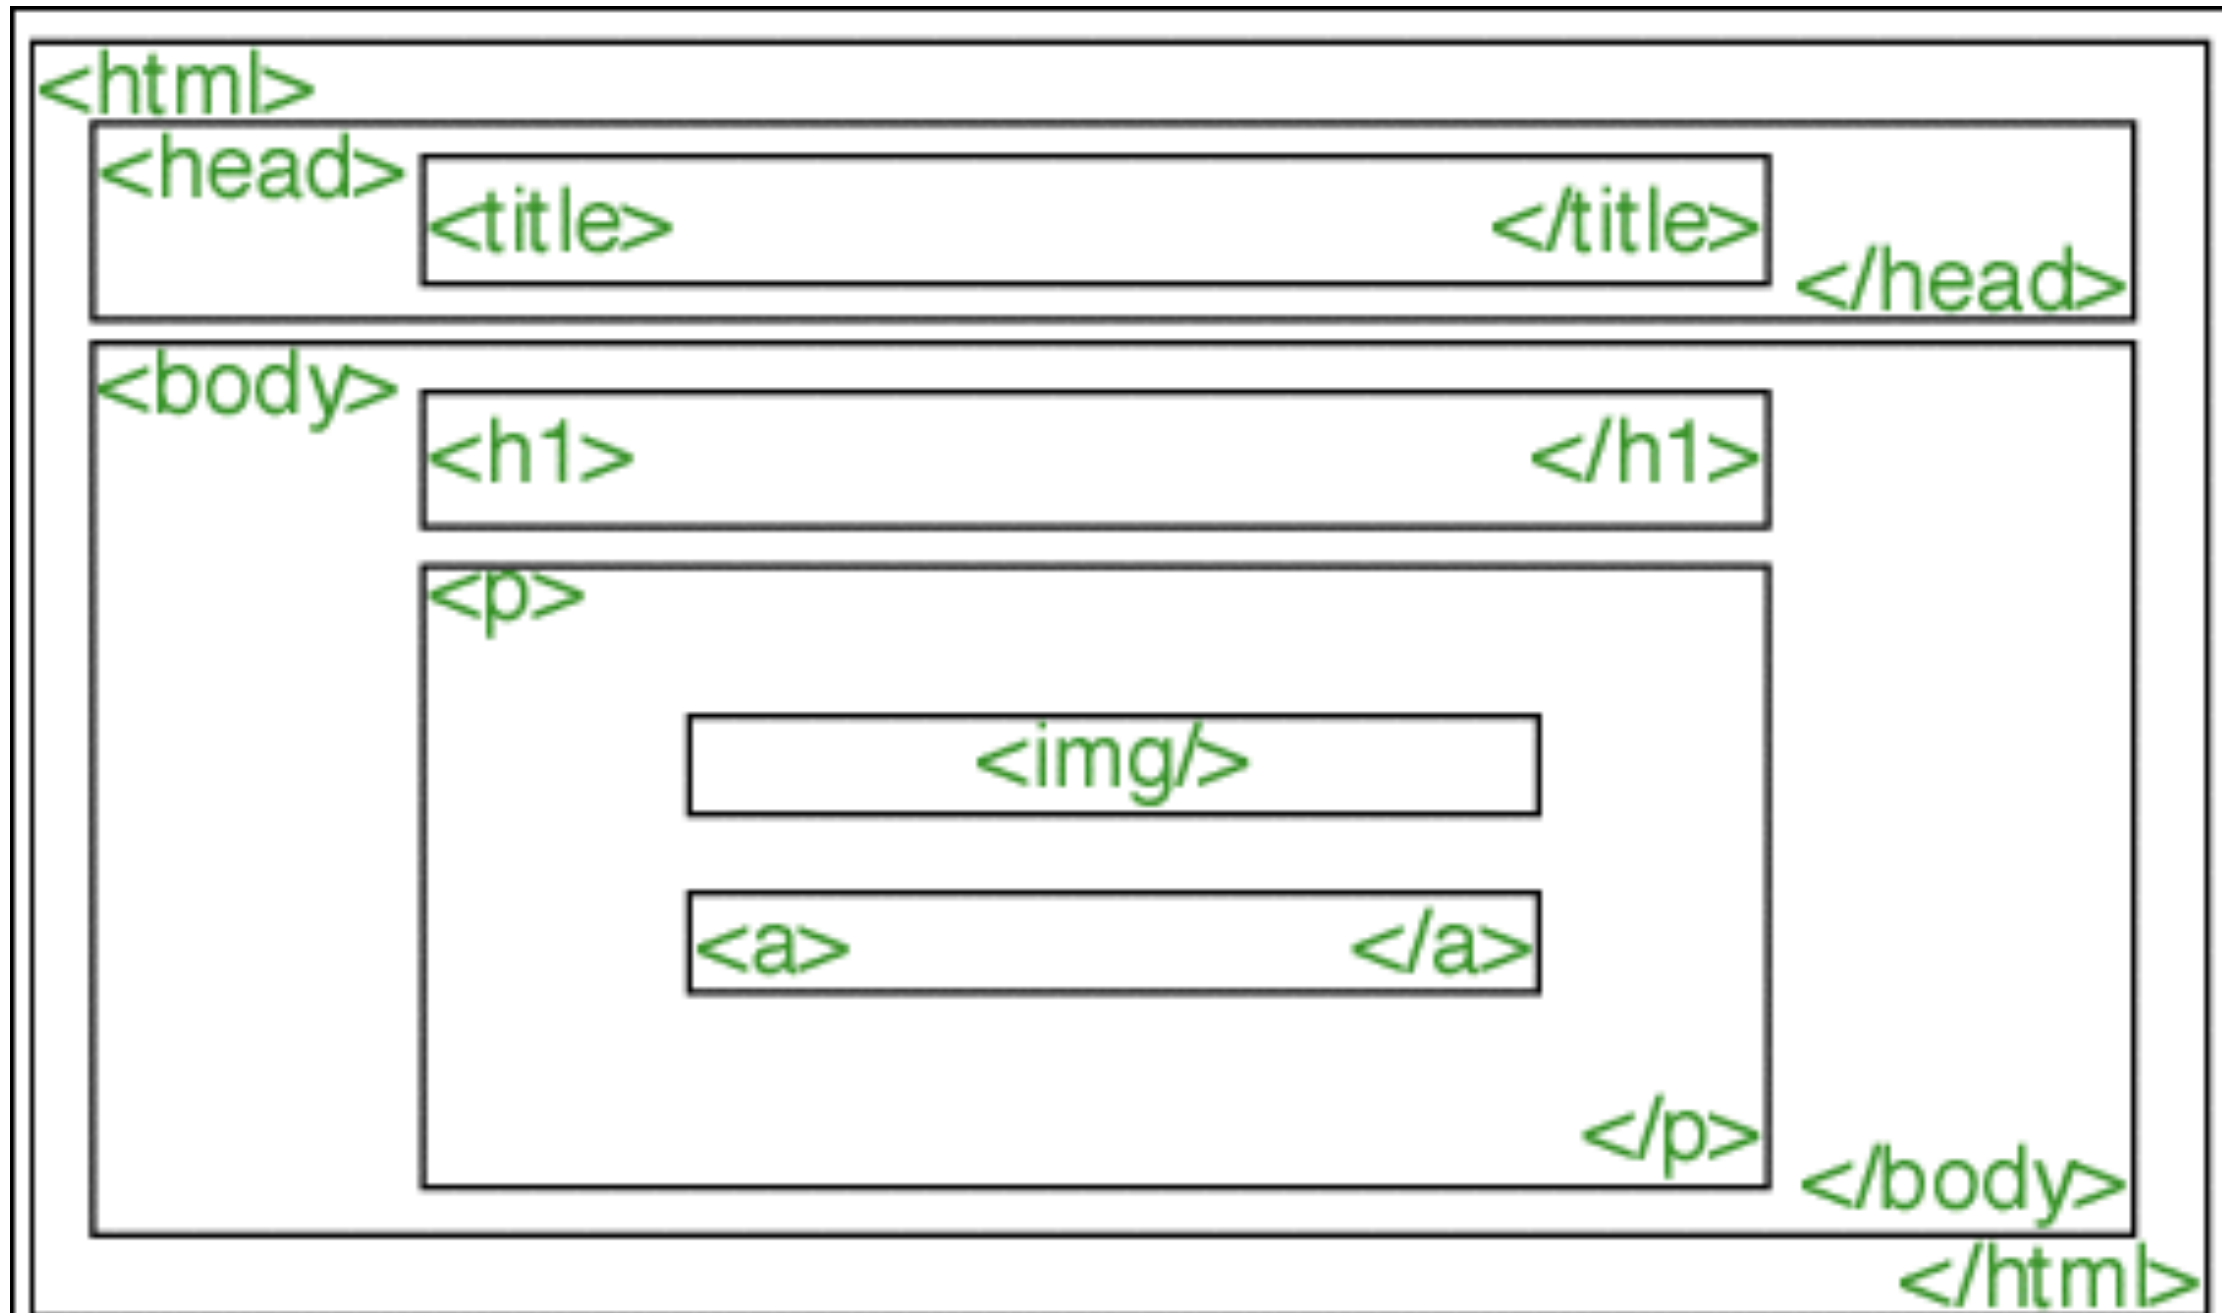 <html>
<head>
<title> </title>
</head>
<body>
<h1> </h1>
<p>
<img/>
<a> </a>
</p>
</body>
</html>